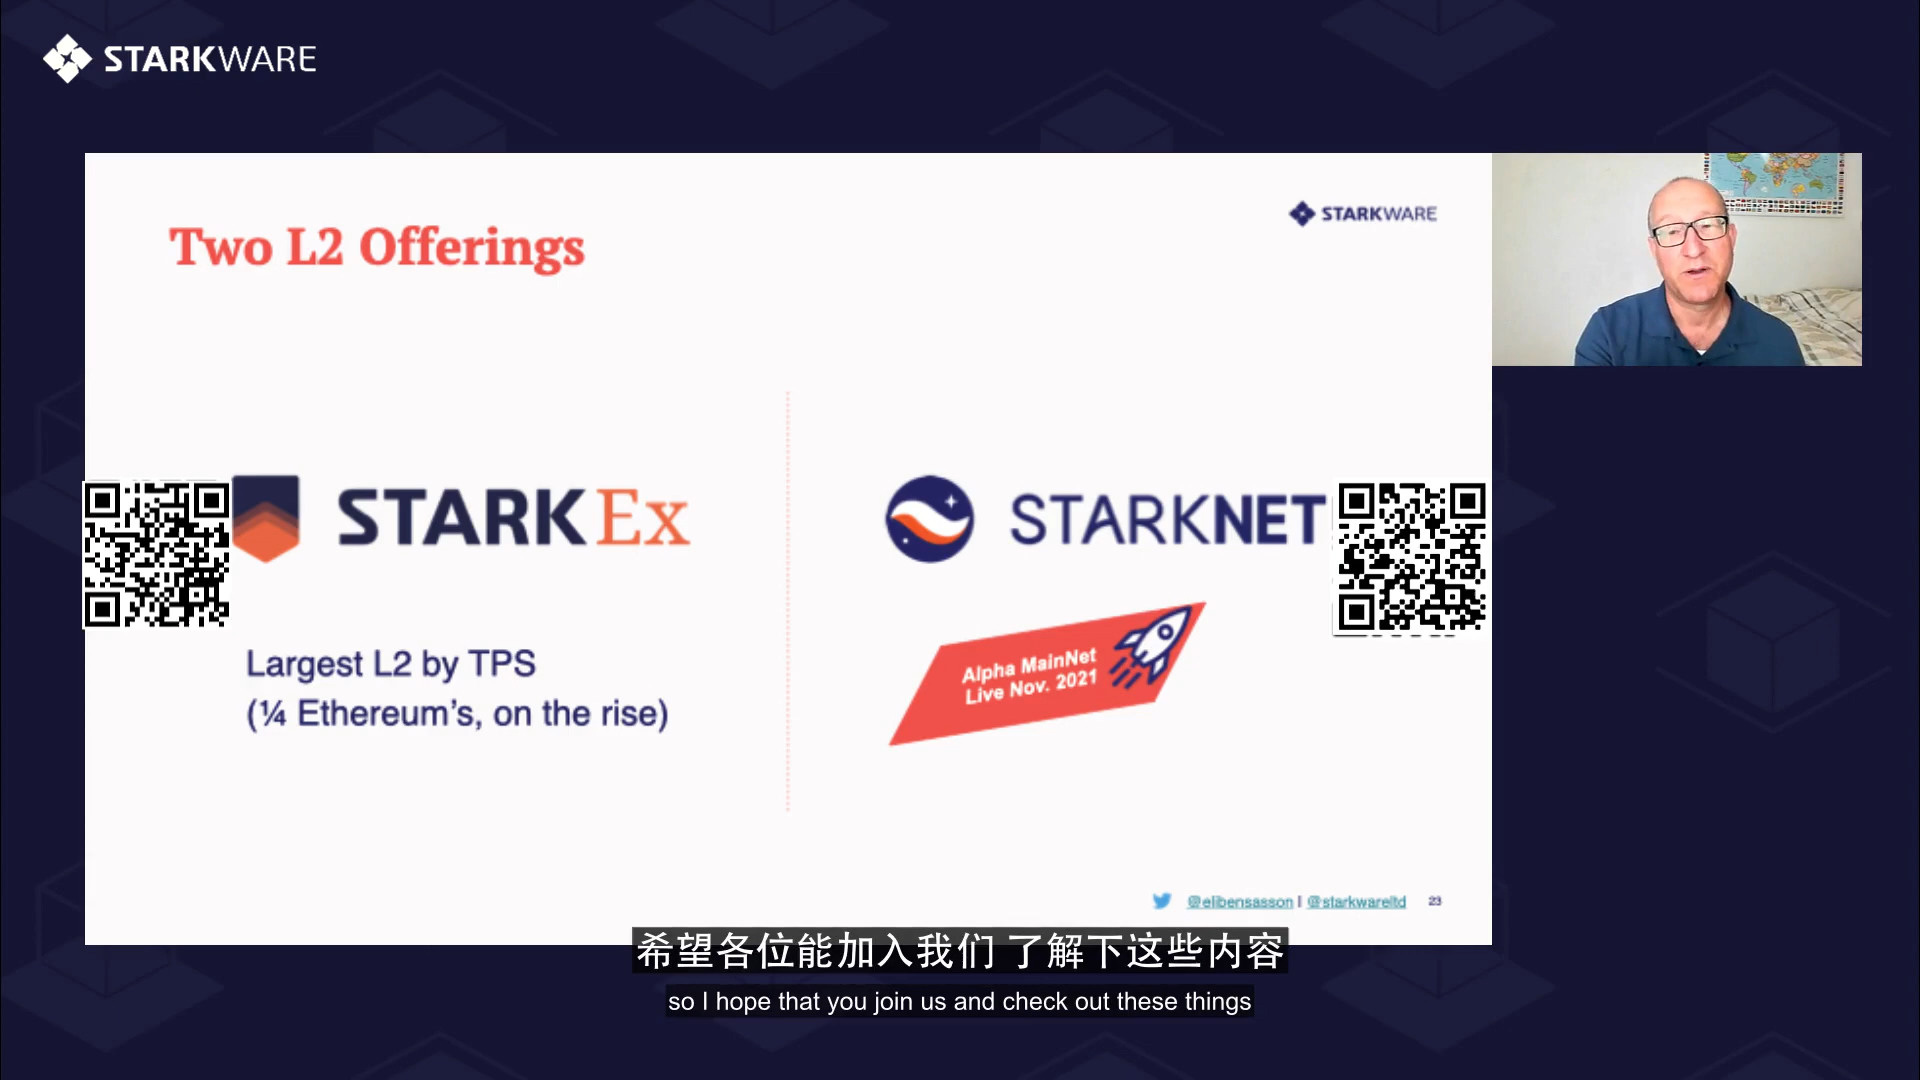 STARKWARE
STARKWARE
Two L2 Offerings
STARKEx
Largest L2 by TPS
(¼ Ethereum's, on the rise)
STARKNET
Alpha MainNet
Live Nov. 2021
@elibensasson | @starkwareltd 23
希望各位能加入我们 了解下这些内容
so I hope that you join us and check out these things